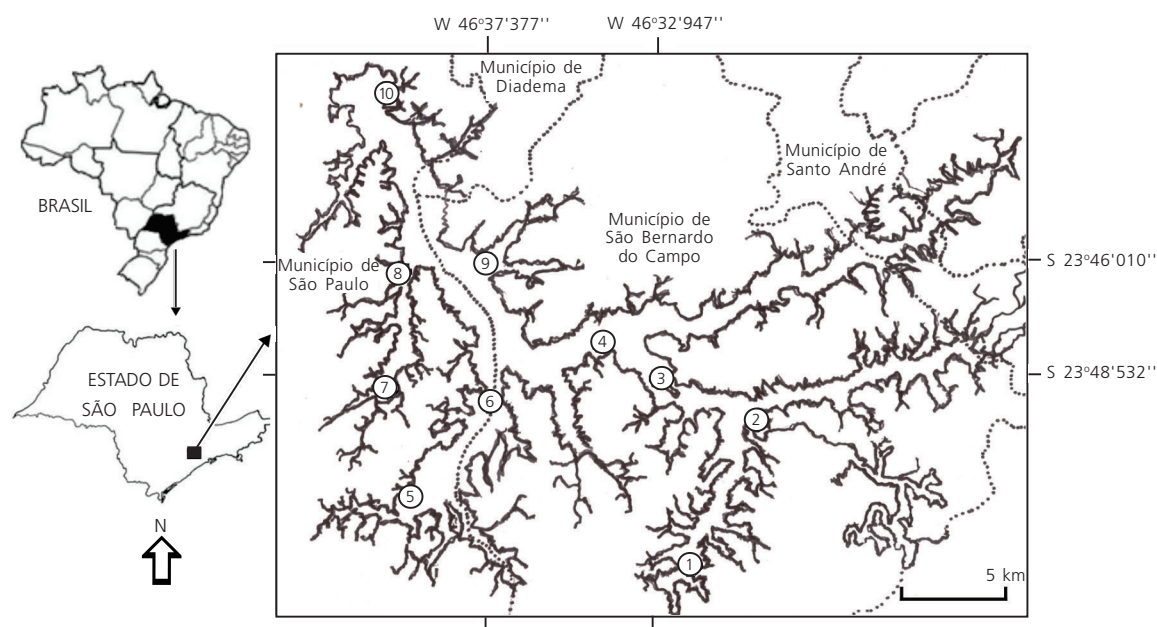 W 46º37'377''
W 46º32'947''
Município de
Diadema
10
Município de
Santo André
BRASIL
Município de
São Bernardo
do Campo
9
Município de
São Paulo
8
S 23º46'010''
4
ESTADO DE
SÃO PAULO
7
3
S 23º48'532''
6
2
5
N
1
5 km